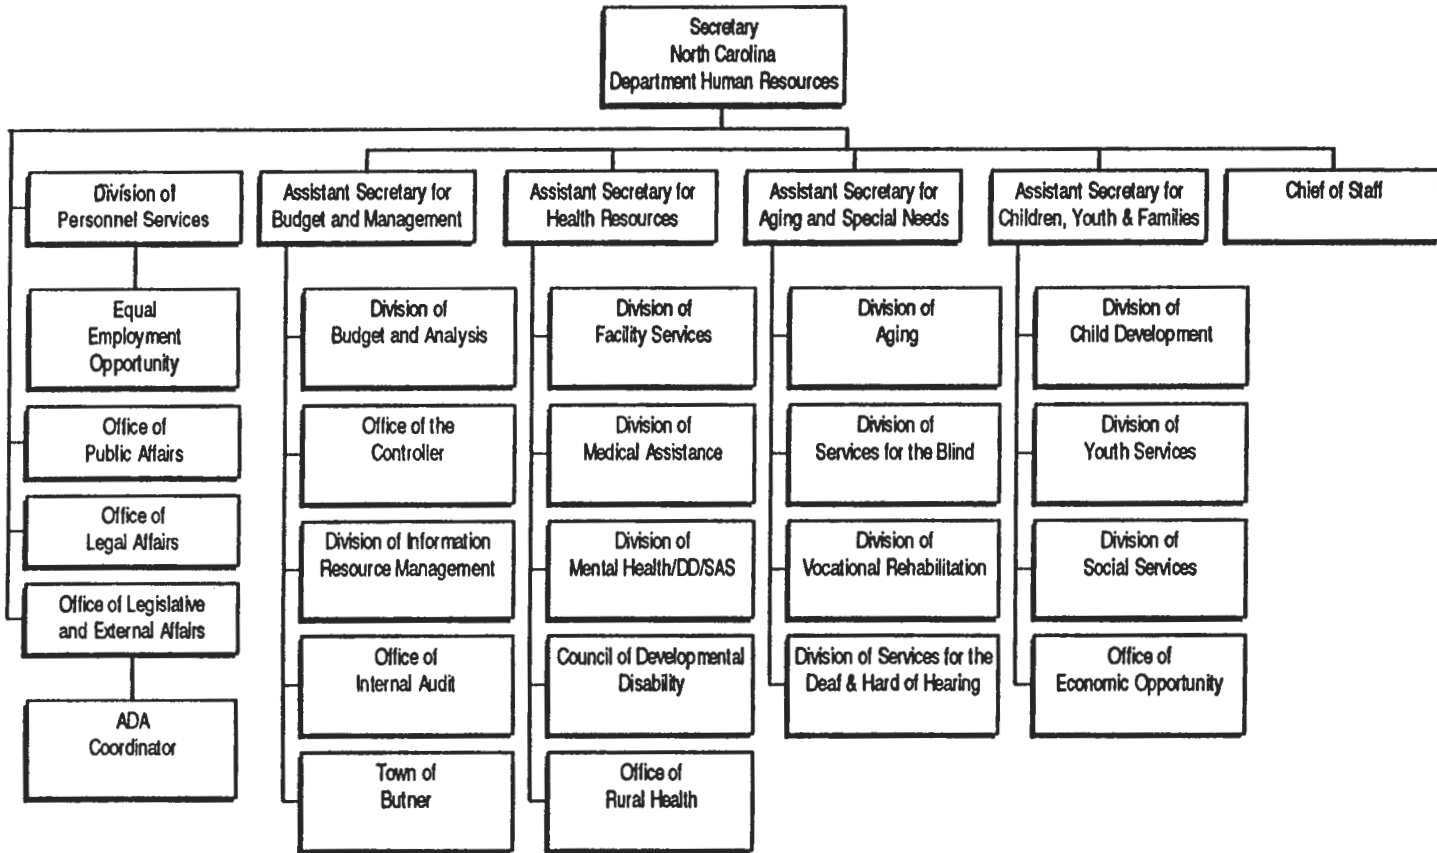 Secretary
North Carolina
Department Human Resources
Division of
Personnel Services
Assistant Secretary for
Budget and Management
Assistant Secretary for
Health Resources
Assistant Secretary for
Aging and Special Needs
Assistant Secretary for
Children, Youth & Families
Chief of Staff
Equal
Employment
Opportunity
Office of
Public Affairs
Office of
Legal Affairs
Office of Legislative
and External Affairs
ADA
Coordinator
Division of
Budget and Analysis
Office of the
Controller
Division of Information
Resource Management
Office of
Internal Audit
Town of
Butner
Division of
Facility Services
Division of
Medical Assistance
Division of
Mental Health/DD/SAS
Council of Developmental
Disability
Office of
Rural Health
Division of
Aging
Division of
Services for the Blind
Division of
Vocational Rehabilitation
Division of Services for the
Deaf & Hard of Hearing
Division of
Child Development
Division of
Youth Services
Division of
Social Services
Office of
Economic Opportunity